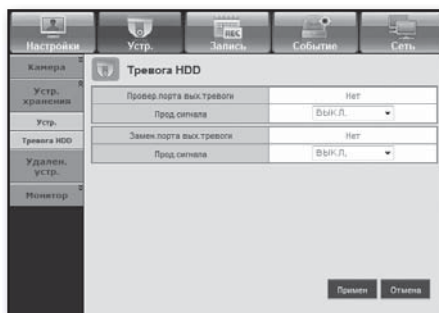 Настройки Устр. Запись Событие Сеть
REC
Камера
Устр. хранения
Устр.
Тревога HDD
Удален. устр.
Монитор
Тревога HDD
Провер.порта вых.тревоги Нет
Прод.сигнала ВЫКЛ.
Замен.порта вых.тревоги Нет
Прод.сигнала ВЫКЛ.
Примен Отмена